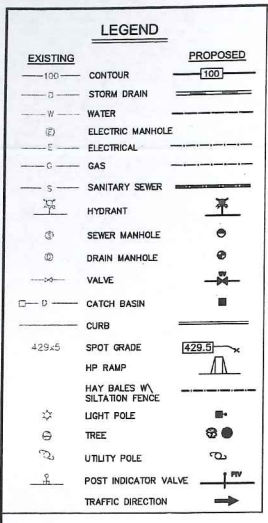 LEGEND
EXISTING PROPOSED
100 CONTOUR 100
D STORM DRAIN
W WATER
E ELECTRIC MANHOLE
E ELECTRICAL
G GAS
S SANITARY SEWER
HYDRANT
S SEWER MANHOLE
D DRAIN MANHOLE
VALVE
D CATCH BASIN
CURB
429x5 SPOT GRADE 429.5
HP RAMP
HAY BALES W\
SILTATION FENCE
LIGHT POLE
TREE
UTILITY POLE
POST INDICATOR VALVE PIV
TRAFFIC DIRECTION